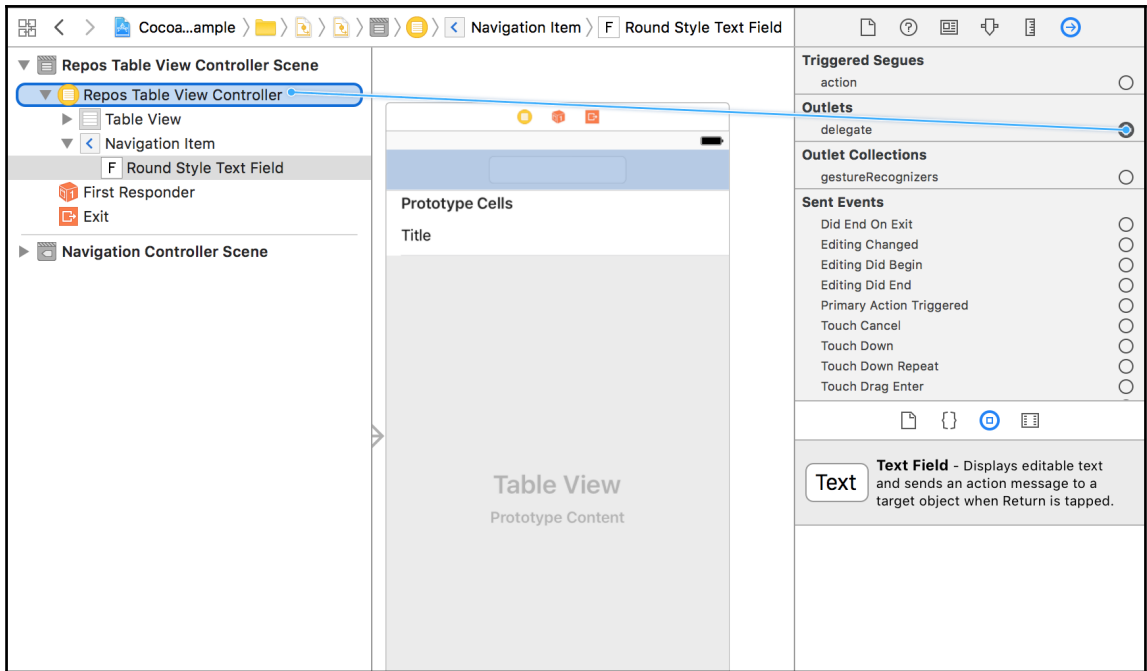 Cocoa...ample
Navigation Item
F Round Style Text Field
Repos Table View Controller Scene
Repos Table View Controller
Table View
Navigation Item
F Round Style Text Field
First Responder
Exit
Navigation Controller Scene
Prototype Cells
Title
Table View
Prototype Content
Triggered Segues
action
Outlets
delegate
Outlet Collections
gestureRecognizers
Sent Events
Did End On Exit
Editing Changed
Editing Did Begin
Editing Did End
Primary Action Triggered
Touch Cancel
Touch Down
Touch Down Repeat
Touch Drag Enter
{}
Text
Text Field - Displays editable text
and sends an action message to a
target object when Return is tapped.